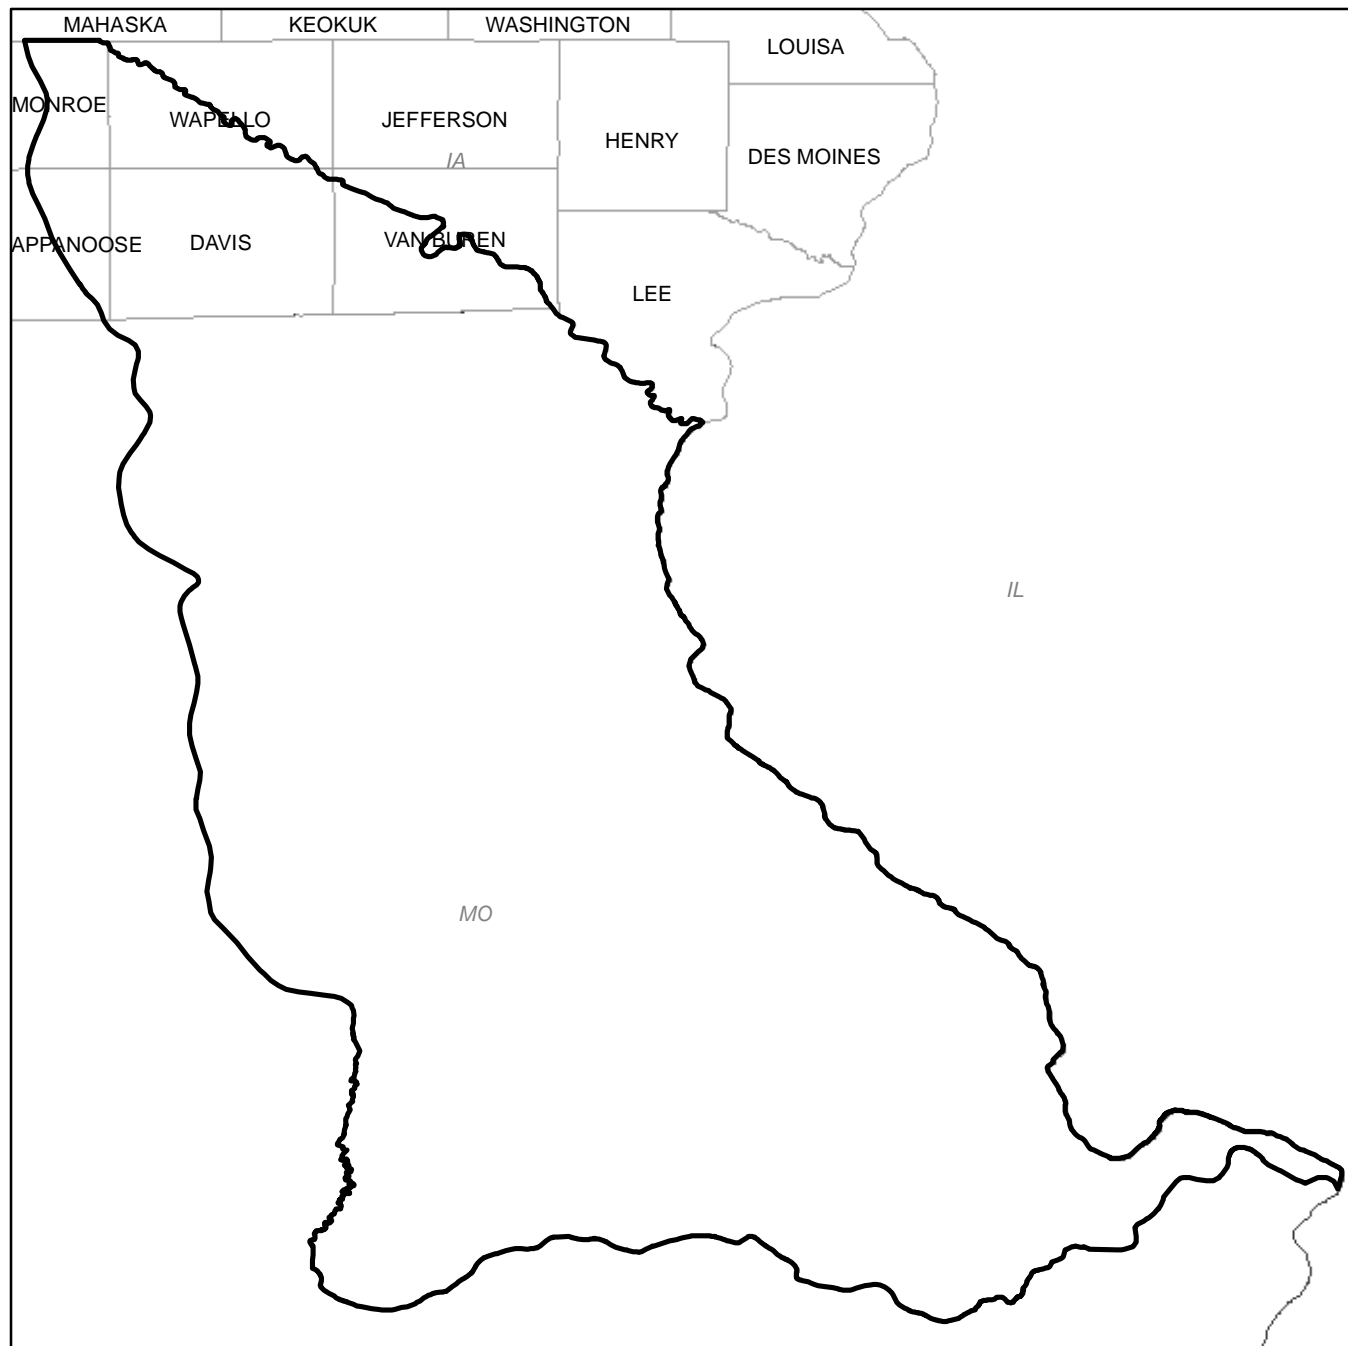 MAHASKA
KEOKUK
WASHINGTON
LOUISA
MONROE
WAPELLO
JEFFERSON
HENRY
DES MOINES
IA
APPANOOSE
DAVIS
VAN BUREN
LEE
IL
MO